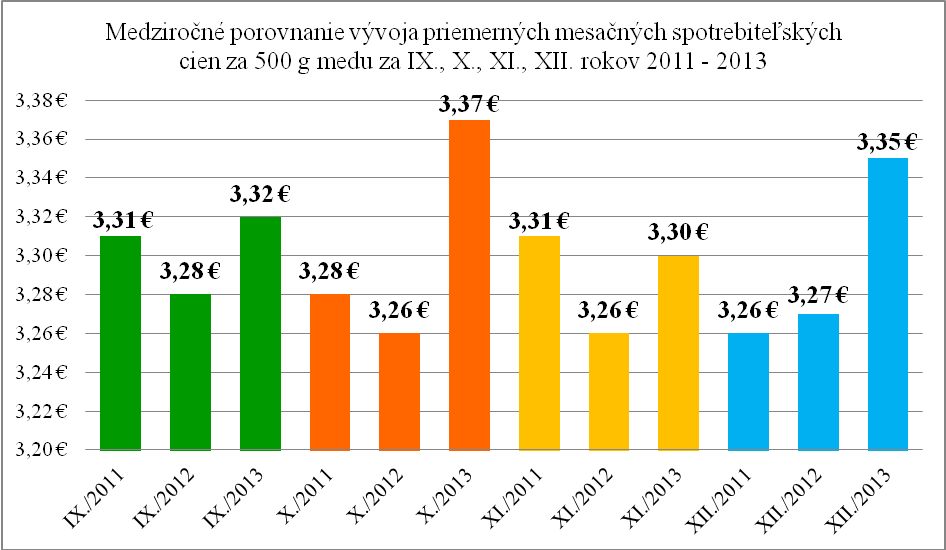 Medziročné porovnanie vývoja priemerných mesačných spotrebiteľských
cien za 500 g medu za IX., X., XI., XII. rokov 2011 - 2013
3,38 €
3,36 €
3,34 €
3,32 €
3,30 €
3,28 €
3,26 €
3,24 €
3,22 €
3,20 €
3,31 €
3,28 €
3,32 €
3,28 €
3,26 €
3,37 €
3,31 €
3,26 €
3,30 €
3,26 €
3,27 €
3,35 €
IX./2011
IX./2012
IX./2013
X./2011
X./2012
X./2013
XI./2011
XI./2012
XI./2013
XII./2011
XII./2012
XII./2013